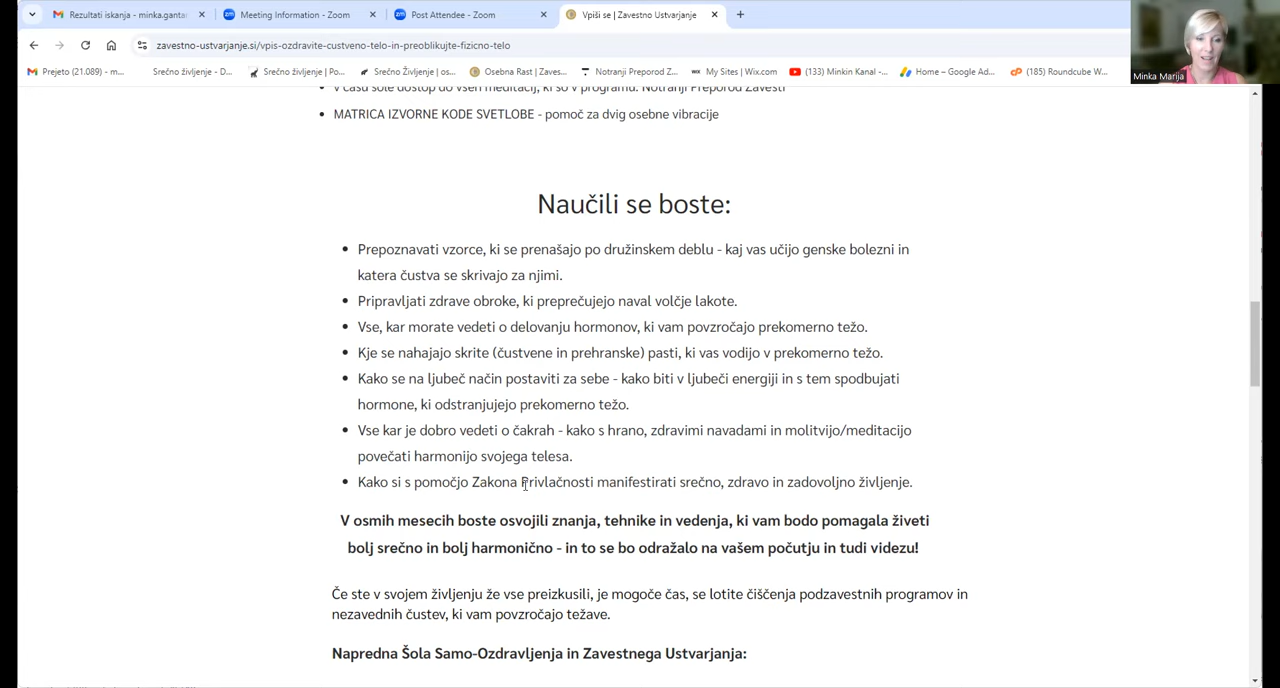 Rezultati iskanja - minka.ganta
Meeting Information - Zoom
Post Attendee - Zoom
Vpiši se | Zavestno Ustvarjanje
zavestno-ustvarjanje.si/vpis-ozdravite-custveno-telo-in-preoblikujte-fizicno-telo
Prejeto (21.089) - m...
Srečno življenje - D...
Srečno življenje | Po...
Srečno Življenje | os...
Osebna Rast | Zaves...
Notranji Preporod Z...
My Sites | Wix.com
(133) Minkin Kanal -...
Home – Google Ad...
(185) Roundcube W...
Minka Marija
MATRICA IZVORNE KODE SVETLOBE - pomoč za dvig osebne vibracije
Naučili se boste:
Prepoznavati vzorce, ki se prenašajo po družinskem deblu - kaj vas učijo genske bolezni in
katera čustva se skrivajo za njimi.
Pripravljati zdrave obroke, ki preprečujejo naval volčje lakote.
Vse, kar morate vedeti o delovanju hormonov, ki vam povzročajo prekomerno težo.
Kje se nahajajo skrite (čustvene in prehranske) pasti, ki vas vodijo v prekomerno težo.
Kako se na ljubeč način postaviti za sebe - kako biti v ljubeči energiji in s tem spodbujati
hormone, ki odstranjujejo prekomerno težo.
Vse kar je dobro vedeti o čakrah - kako s hrano, zdravimi navadami in molitvijo/meditacijo
povečati harmonijo svojega telesa.
Kako si s pomočjo Zakona Privlačnosti manifestirati srečno, zdravo in zadovoljno življenje.
V osmih mesecih boste osvojili znanja, tehnike in vedenja, ki vam bodo pomagala živeti
bolj srečno in bolj harmonično - in to se bo odražalo na vašem počutju in tudi videzu!
Če ste v svojem življenju že vse preizkusili, je mogoče čas, se lotite čiščenja podzavestnih programov in
nezavednih čustev, ki vam povzročajo težave.
Napredna Šola Samo-Ozdravljenja in Zavestnega Ustvarjanja: